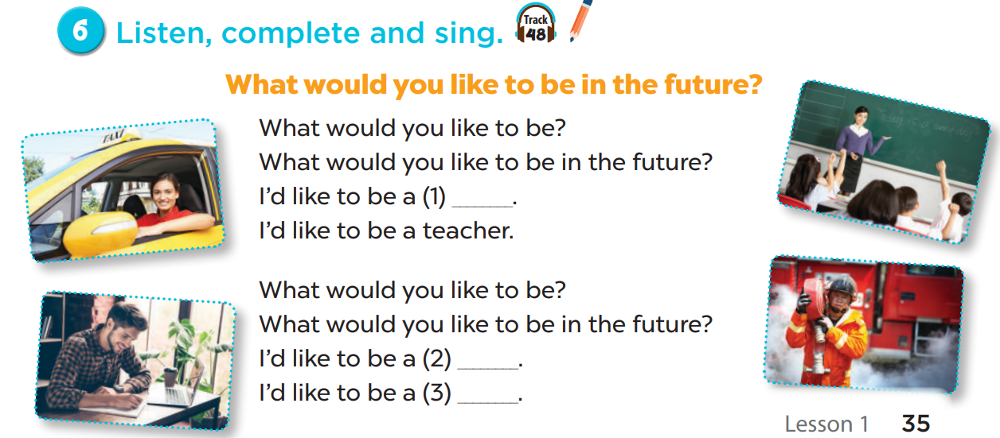 6 Listen, complete and sing. Track 48
What would you like to be in the future?
What would you like to be?
What would you like to be in the future?
I'd like to be a (1) ______.
I'd like to be a teacher.
What would you like to be?
What would you like to be in the future?
I'd like to be a (2) ______.
I'd like to be a (3) ______.
TAXI
Lesson 1 35